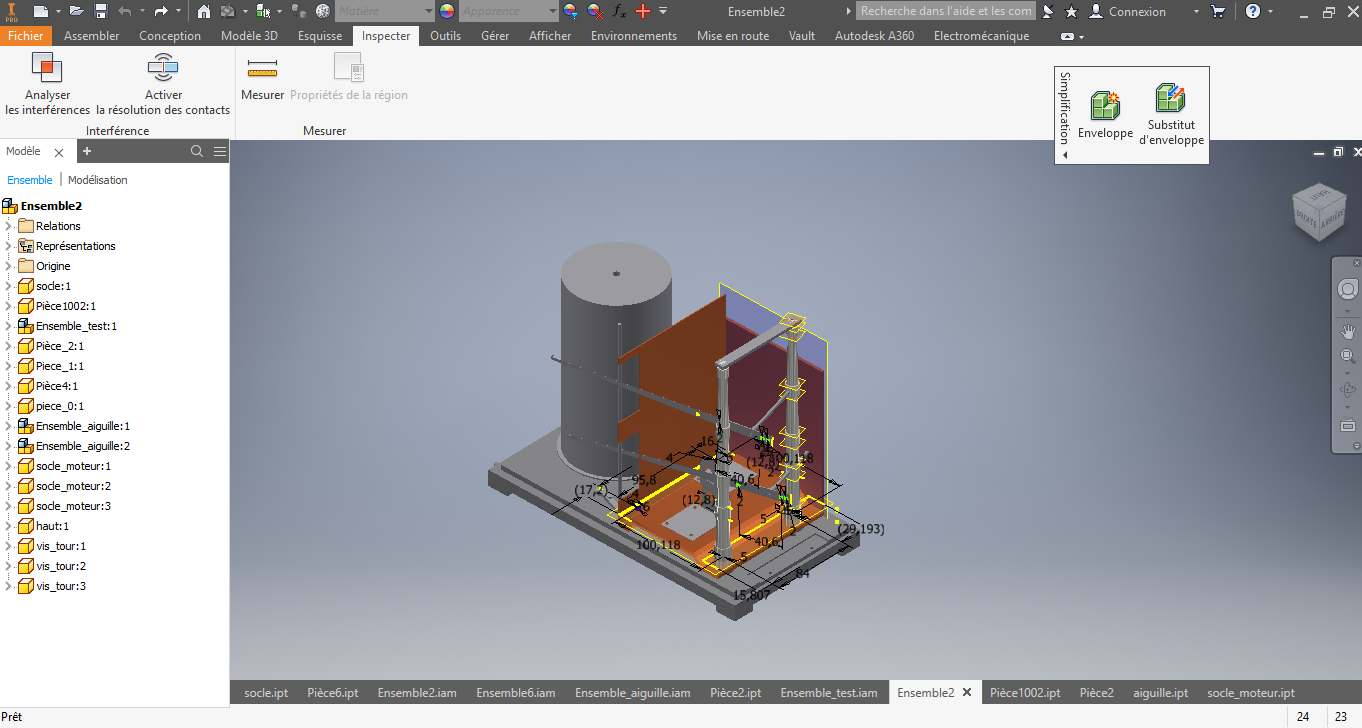 PRO
Matière
Apparence
fx
Ensemble2
Recherche dans l'aide et les com
Connexion
Fichier
Assembler
Conception
Modèle 3D
Esquisse
Inspecter
Outils
Gérer
Afficher
Environnements
Mise en route
Vault
Autodesk A360
Electromécanique
Analyser
les interférences
Activer
la résolution des contacts
Interférence
Mesurer
Propriétés de la région
Mesurer
Simplification
Enveloppe
Substitut
d'enveloppe
Modèle
Ensemble
Modélisation
Ensemble2
Relations
Représentations
Origine
socle:1
Pièce1002:1
Ensemble_test:1
Pièce_2:1
Piece_1:1
Pièce4:1
piece_0:1
Ensemble_aiguille:1
Ensemble_aiguille:2
socle_moteur:1
socle_moteur:2
socle_moteur:3
haut:1
vis_tour:1
vis_tour:2
vis_tour:3
DROITE
ARRIÈRE
HAUT
4
95,8
(17,2)
(12,8)
40,6
100,118
5
40,6
5
2
(29,193)
84
15,807
socle.ipt
Pièce6.ipt
Ensemble2.iam
Ensemble6.iam
Ensemble_aiguille.iam
Pièce2.ipt
Ensemble_test.iam
Ensemble2
Pièce1002.ipt
Pièce2
aiguille.ipt
socle_moteur.ipt
Prêt
24
23